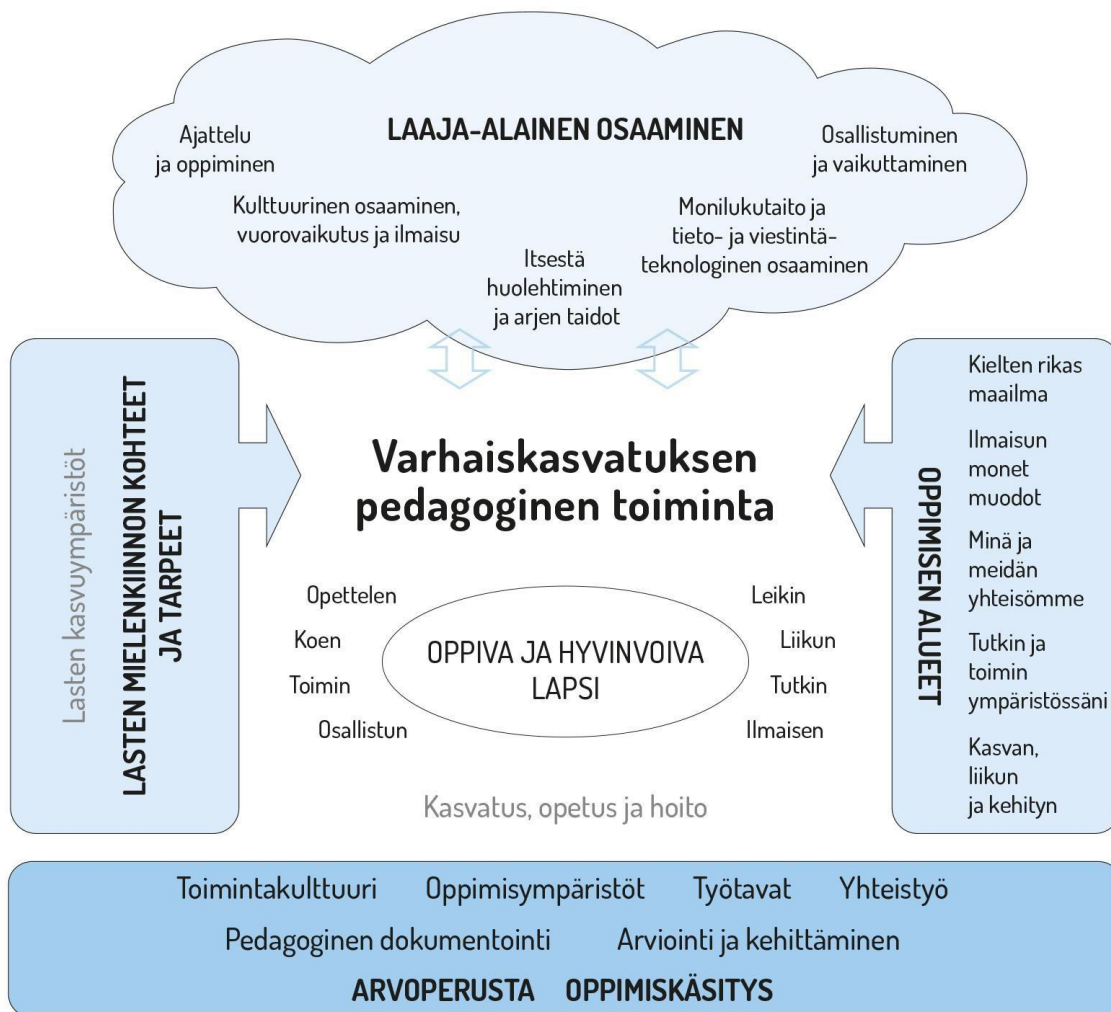 LAAJA-ALAINEN OSAAMINEN
Ajattelu
ja oppiminen
Kulttuurinen osaaminen,
vuorovaikutus ja ilmaisu
Itsestä
huolehtiminen
ja arjen taidot
Monilukutaito ja
tieto- ja viestintä-
teknologinen osaaminen
Osallistuminen
ja vaikuttaminen
Lasten kasvuympäristöt
LASTEN MIELENKIINNON KOHTEET
JA TARPEET
Varhaiskasvatuksen
pedagoginen toiminta
Opettelen
Koen
Toimin
Osallistun
OPPIVA JA HYVINVOIVA
LAPSI
Leikin
Liikun
Tutkin
Ilmaisen
Kasvatus, opetus ja hoito
OPPIMISEN ALUEET
Kielten rikas
maailma
Ilmaisun
monet
muodot
Minä ja
meidän
yhteisömme
Tutkin ja
toimin
ympäristössäni
Kasvan,
liikun
ja kehityn
Toimintakulttuuri Oppimisympäristöt Työtavat Yhteistyö
Pedagoginen dokumentointi Arviointi ja kehittäminen
ARVOPERUSTA OPPIMISKÄSITYS